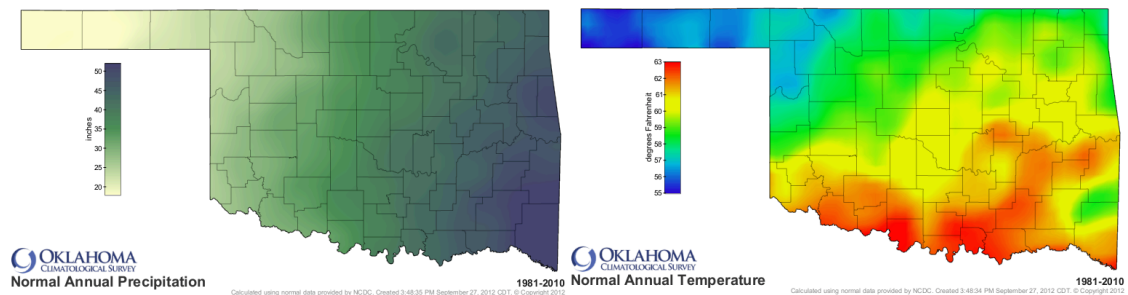 50
45
40
35
30
25
20
inches
OKLAHOMA
CLIMATOLOGICAL SURVEY
Normal Annual Precipitation
1981-2010
Calculated using normal data provided by NCDC. Created 3:48:35 PM September 27, 2012 CDT. © Copyright 2012
63
62
61
60
59
58
57
56
55
degrees Fahrenheit
OKLAHOMA
CLIMATOLOGICAL SURVEY
Normal Annual Temperature
1981-2010
Calculated using normal data provided by NCDC. Created 3:48:34 PM September 27, 2012 CDT. © Copyright 2012